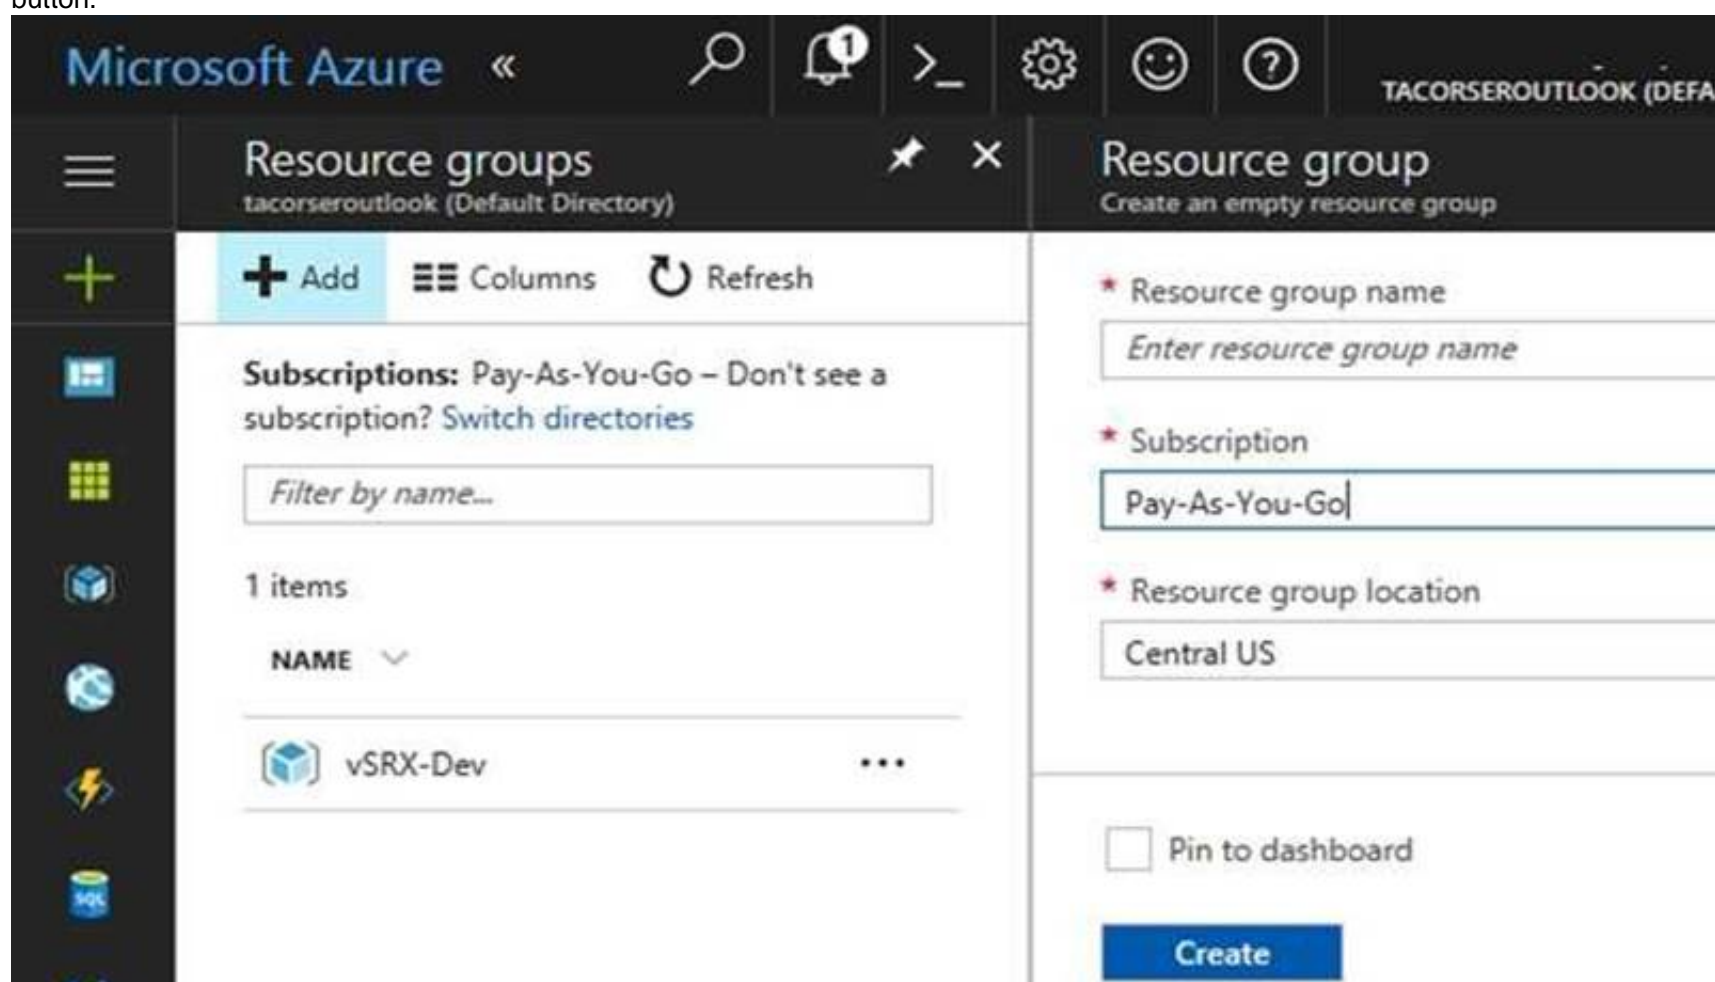 button.
Microsoft Azure «
1
>_
?
TACORSEROUTLOOK (DEFA
Resource groups
tacorseroutlook (Default Directory)
Add
Columns
Refresh
Subscriptions: Pay-As-You-Go – Don't see a
subscription? Switch directories
Filter by name...
1 items
NAME
vSRX-Dev
...
SQL
Resource group
Create an empty resource group
* Resource group name
Enter resource group name
* Subscription
Pay-As-You-Go
* Resource group location
Central US
Pin to dashboard
Create